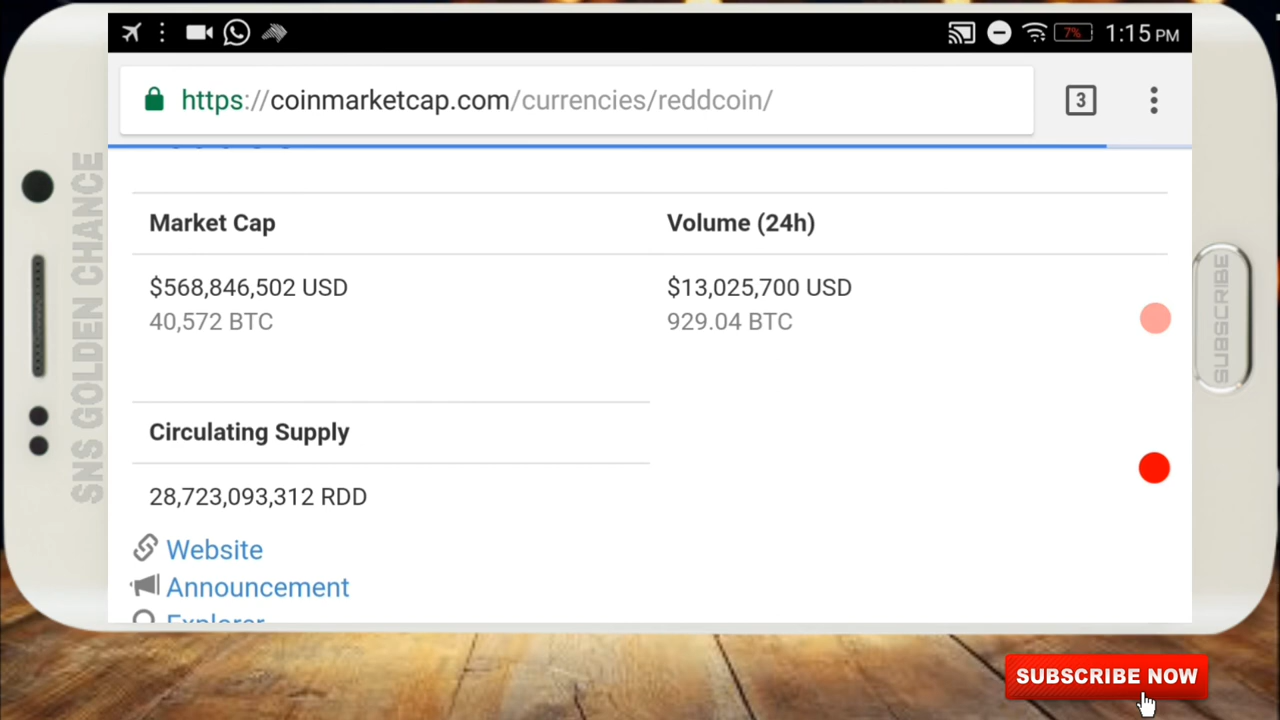 7%
1:15 PM
https://coinmarketcap.com/currencies/reddcoin/
3
Market Cap
Volume (24h)
$568,846,502 USD
$13,025,700 USD
40,572 BTC
929.04 BTC
Circulating Supply
28,723,093,312 RDD
Website
Announcement
Explorer
SNS GOLDEN CHANCE
SUBSCRIBE
SUBSCRIBE NOW